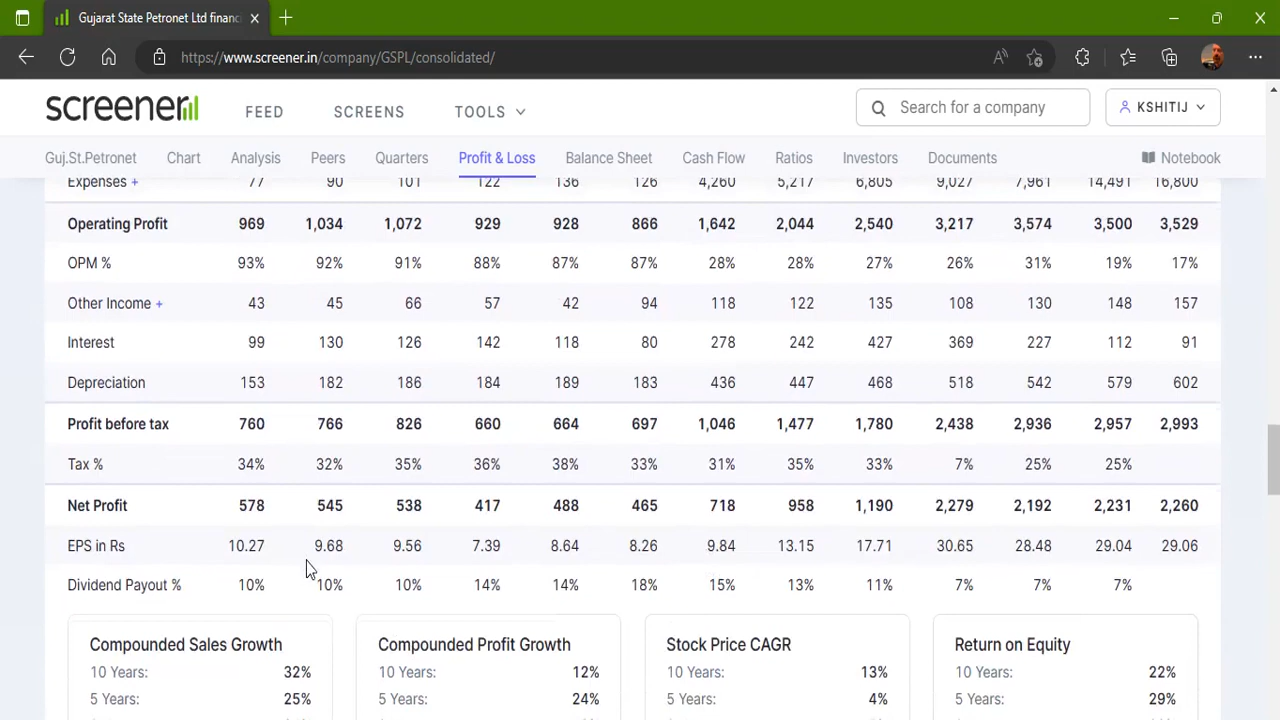 Gujarat State Petronet Ltd financ
https://www.screener.in/company/GSPL/consolidated/
screener
FEED SCREENS TOOLS
Search for a company
KSHITIJ
Guj.St.Petronet Chart Analysis Peers Quarters Profit & Loss Balance Sheet Cash Flow Ratios Investors Documents Notebook
Expenses + 77 90 101 122 136 126 4,260 5,217 6,805 9,027 7,961 14,491 16,800
Operating Profit 969 1,034 1,072 929 928 866 1,642 2,044 2,540 3,217 3,574 3,500 3,529
OPM % 93% 92% 91% 88% 87% 87% 28% 28% 27% 26% 31% 19% 17%
Other Income + 43 45 66 57 42 94 118 122 135 108 130 148 157
Interest 99 130 126 142 118 80 278 242 427 369 227 112 91
Depreciation 153 182 186 184 189 183 436 447 468 518 542 579 602
Profit before tax 760 766 826 660 664 697 1,046 1,477 1,780 2,438 2,936 2,957 2,993
Tax % 34% 32% 35% 36% 38% 33% 31% 35% 33% 7% 25% 25%
Net Profit 578 545 538 417 488 465 718 958 1,190 2,279 2,192 2,231 2,260
EPS in Rs 10.27 9.68 9.56 7.39 8.64 8.26 9.84 13.15 17.71 30.65 28.48 29.04 29.06
Dividend Payout % 10% 10% 10% 14% 14% 18% 15% 13% 11% 7% 7% 7%
Compounded Sales Growth Compounded Profit Growth Stock Price CAGR Return on Equity
10 Years: 32% 10 Years: 12% 10 Years: 13% 10 Years: 22%
5 Years: 25% 5 Years: 24% 5 Years: 4% 5 Years: 29%